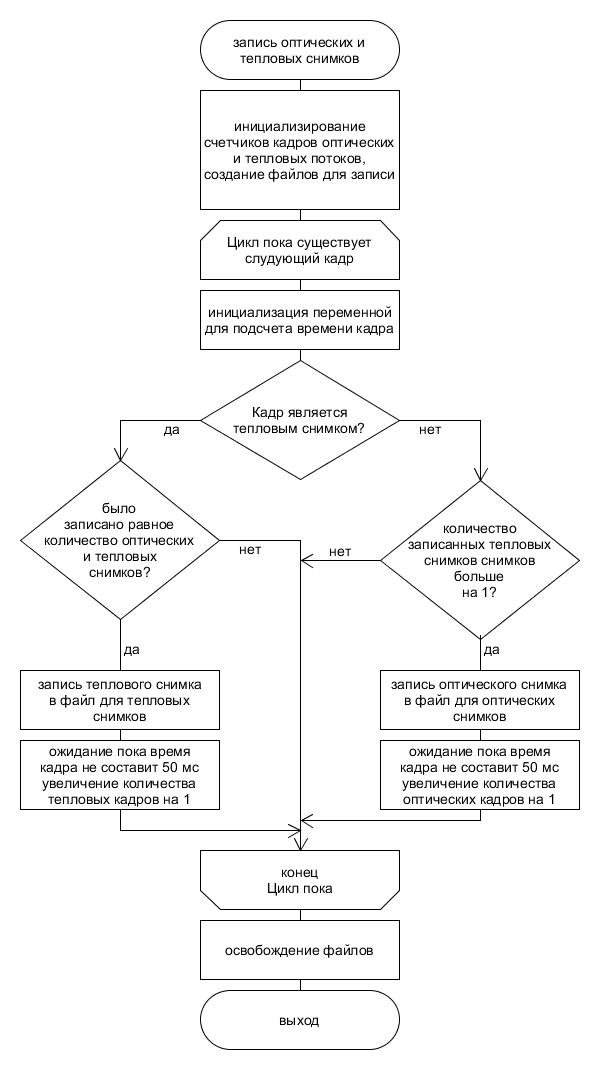 запись оптических и
тепловых снимков
инициализирование
счетчиков кадров оптических
и тепловых потоков,
создание файлов для записи
Цикл пока существует
слудующий кадр
инициализация переменной
для подсчета времени кадра
Кадр является
тепловым снимком?
да
нет
было
записано равное
количество оптических
и тепловых
снимков?
нет
да
количество
записанных тепловых
снимков снимков
больше
на 1?
нет
да
запись теплового снимка
в файл для тепловых
снимков
запись оптического снимка
в файл для оптических
снимков
ожидание пока время
кадра не составит 50 мс
увеличение количества
тепловых кадров на 1
ожидание пока время
кадра не составит 50 мс
увеличение количества
оптических кадров на 1
конец
Цикл пока
освобождение файлов
выход